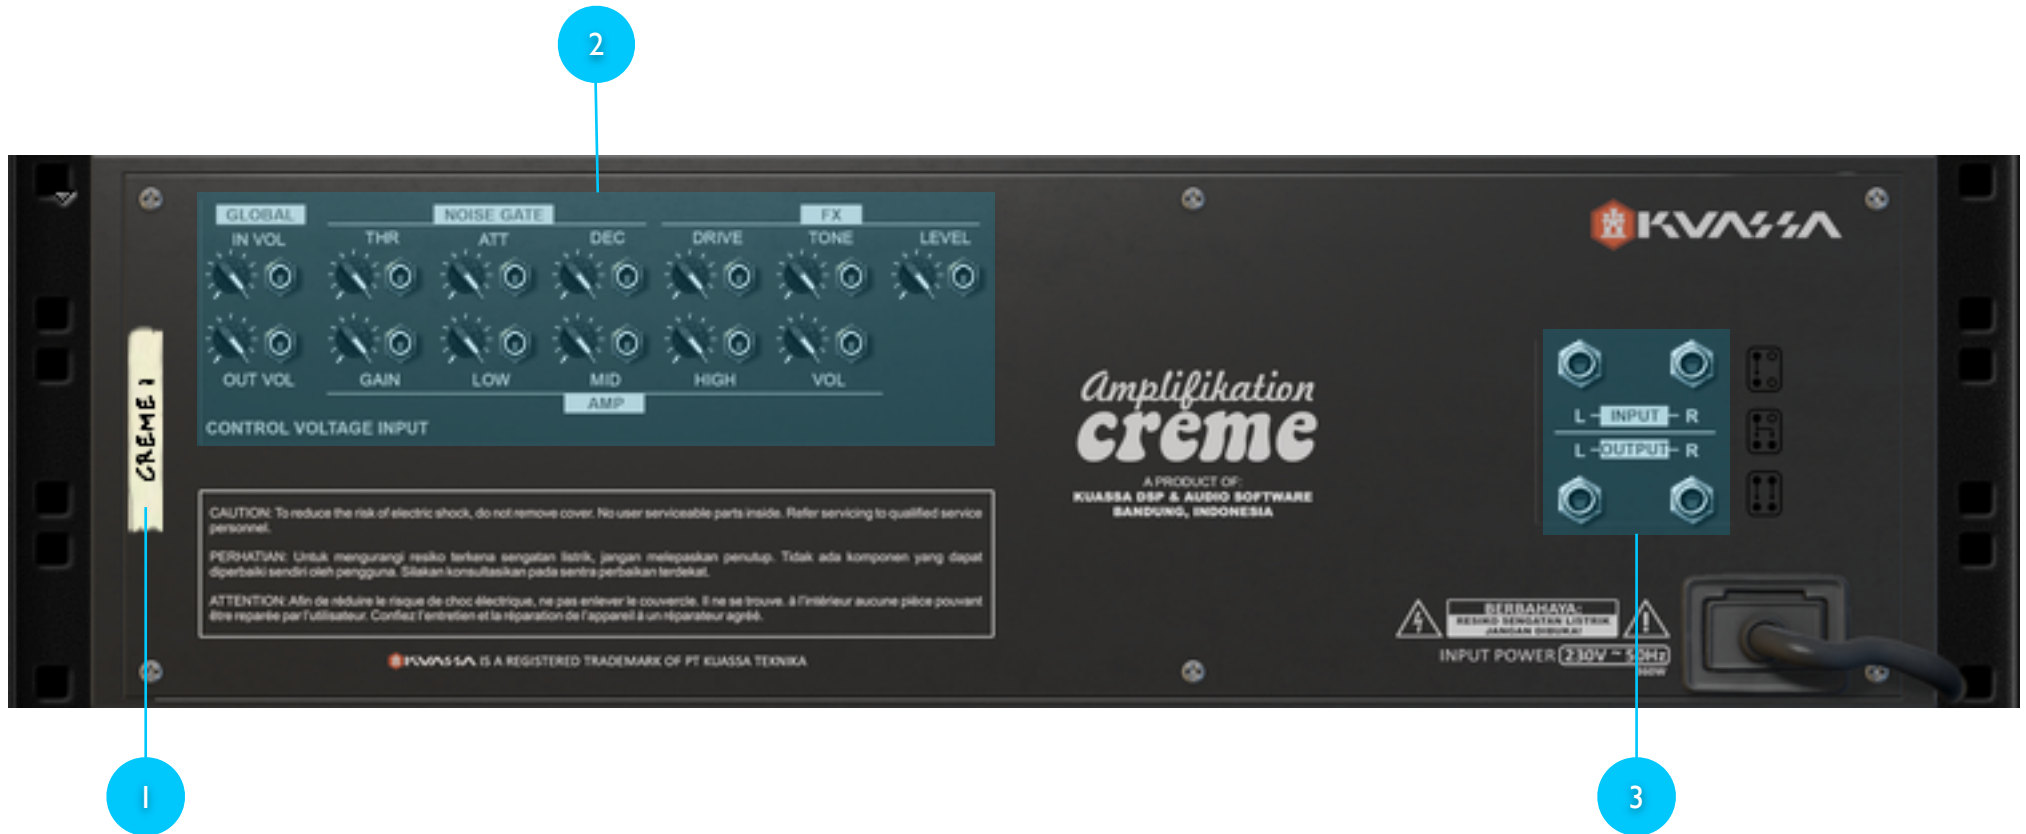 2
GLOBAL
NOISE GATE
FX
IN VOL
THR
ATT
DEC
DRIVE
TONE
LEVEL
OUT VOL
GAIN
LOW
MID
HIGH
VOL
AMP
CONTROL VOLTAGE INPUT
CREME 1
CAUTION: To reduce the risk of electric shock, do not remove cover. No user serviceable parts inside. Refer servicing to qualified service
personnel.
PERHATIAN: Untuk mengurangi resiko terkena sengatan listrik, jangan melepaskan penutup. Tidak ada komponen yang dapat
diperbaiki sendiri oleh pengguna. Silakan konsultasikan pada sentra perbaikan terdekat.
ATTENTION: Afin de réduire le risque de choc électrique, ne pas enlever le couvercle. Il ne se trouve. à l'intérieur aucune pièce pouvant
être reparée par l'utilisateur. Confiez l'entretien et la réparation de l'appareil à un réparateur agréé.
KUASSA IS A REGISTERED TRADEMARK OF PT KUASSA TEKNIKA
Amplifikation
creme
A PRODUCT OF:
KUASSA DSP & AUDIO SOFTWARE
BANDUNG, INDONESIA
KUASSA
L INPUT R
L OUTPUT R
BERBAHAYA:
RESIKO SENGATAN LISTRIK
JANGAN DIBUKA!
INPUT POWER 230V ~ 50Hz
360W
1
3